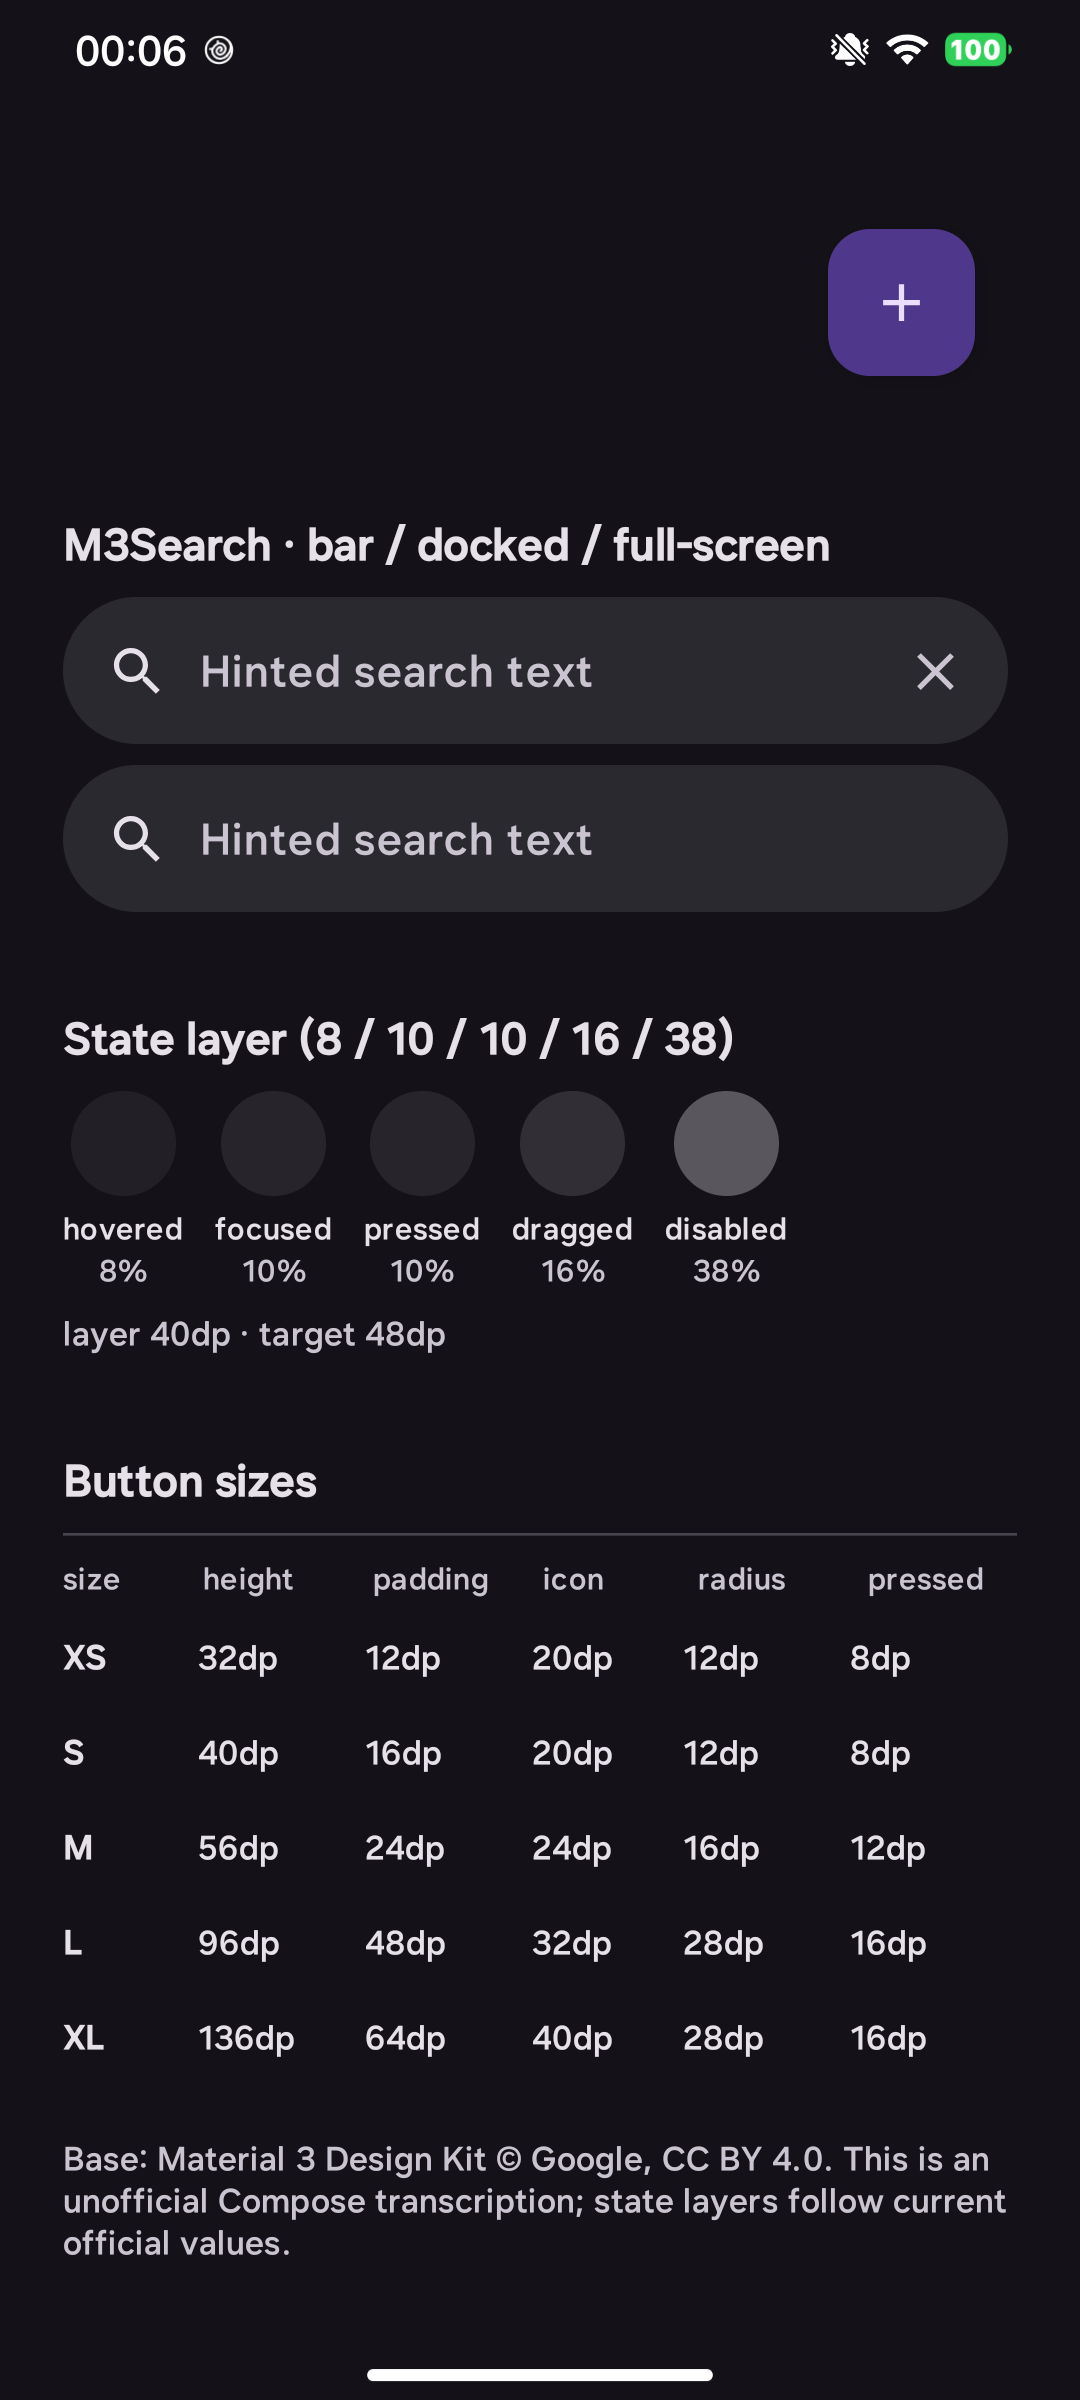 00:06
100
M3Search · bar / docked / full-screen
Hinted search text
Hinted search text
State layer (8 / 10 / 10 / 16 / 38)
hovered focused pressed dragged disabled
8% 10% 10% 16% 38%
layer 40dp · target 48dp
Button sizes
size height padding icon radius pressed
XS 32dp 12dp 20dp 12dp 8dp
S 40dp 16dp 20dp 12dp 8dp
M 56dp 24dp 24dp 16dp 12dp
L 96dp 48dp 32dp 28dp 16dp
XL 136dp 64dp 40dp 28dp 16dp
Base: Material 3 Design Kit © Google, CC BY 4.0. This is an
unofficial Compose transcription; state layers follow current
official values.